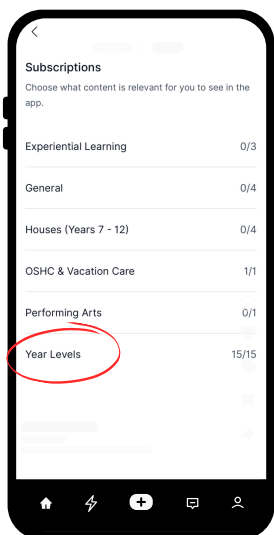 Subscriptions
Choose what content is relevant for you to see in the
app.
Experiential Learning 0/3
General 0/4
Houses (Years 7 - 12) 0/4
OSHC & Vacation Care 1/1
Performing Arts 0/1
Year Levels 15/15